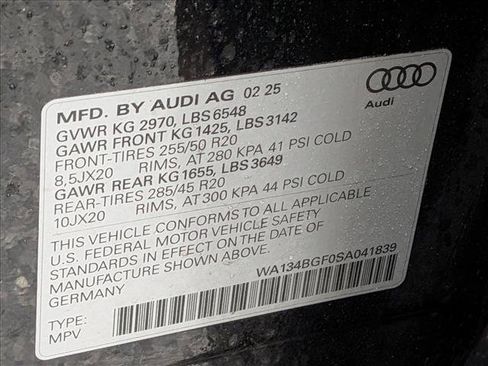 MFD. BY AUDI AG 02 25
GVWR KG 2970, LBS 6548
GAWR FRONT KG 1425, LBS 3142
FRONT-TIRES 255/50 R20
8,5JX20 RIMS, AT 280 KPA 41 PSI COLD
GAWR REAR KG 1655, LBS 3649
REAR-TIRES 285/45 R20
10JX20 RIMS, AT 300 KPA 44 PSI COLD
THIS VEHICLE CONFORMS TO ALL APPLICABLE
U.S. FEDERAL MOTOR VEHICLE SAFETY
STANDARDS IN EFFECT ON THE DATE OF
MANUFACTURE SHOWN ABOVE.
GERMANY
WA134BGF0SA041839
TYPE:
MPV
Audi